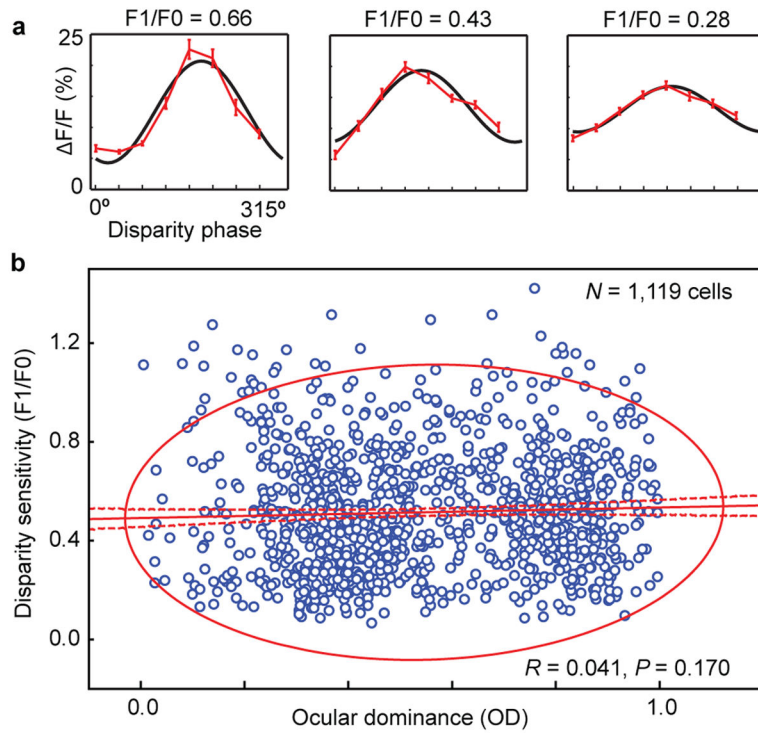 a
F1/F0 = 0.66
F1/F0 = 0.43
F1/F0 = 0.28
25
ΔF/F (%)
0
0º
315º
Disparity phase
b
N = 1,119 cells
1.2
0.8
0.4
0.0
Disparity sensitivity (F1/F0)
R = 0.041, P = 0.170
0.0
1.0
Ocular dominance (OD)